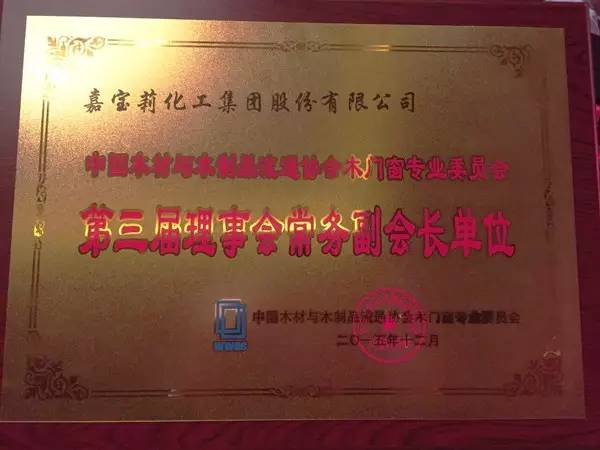 嘉宝莉化工集团股份有限公司
中国木材与木制品流通协会木门窗专业委员会
第三届理事会常务副会长单位
中国木材与木制品流通协会木门窗专业委员会
二〇一五年十二月